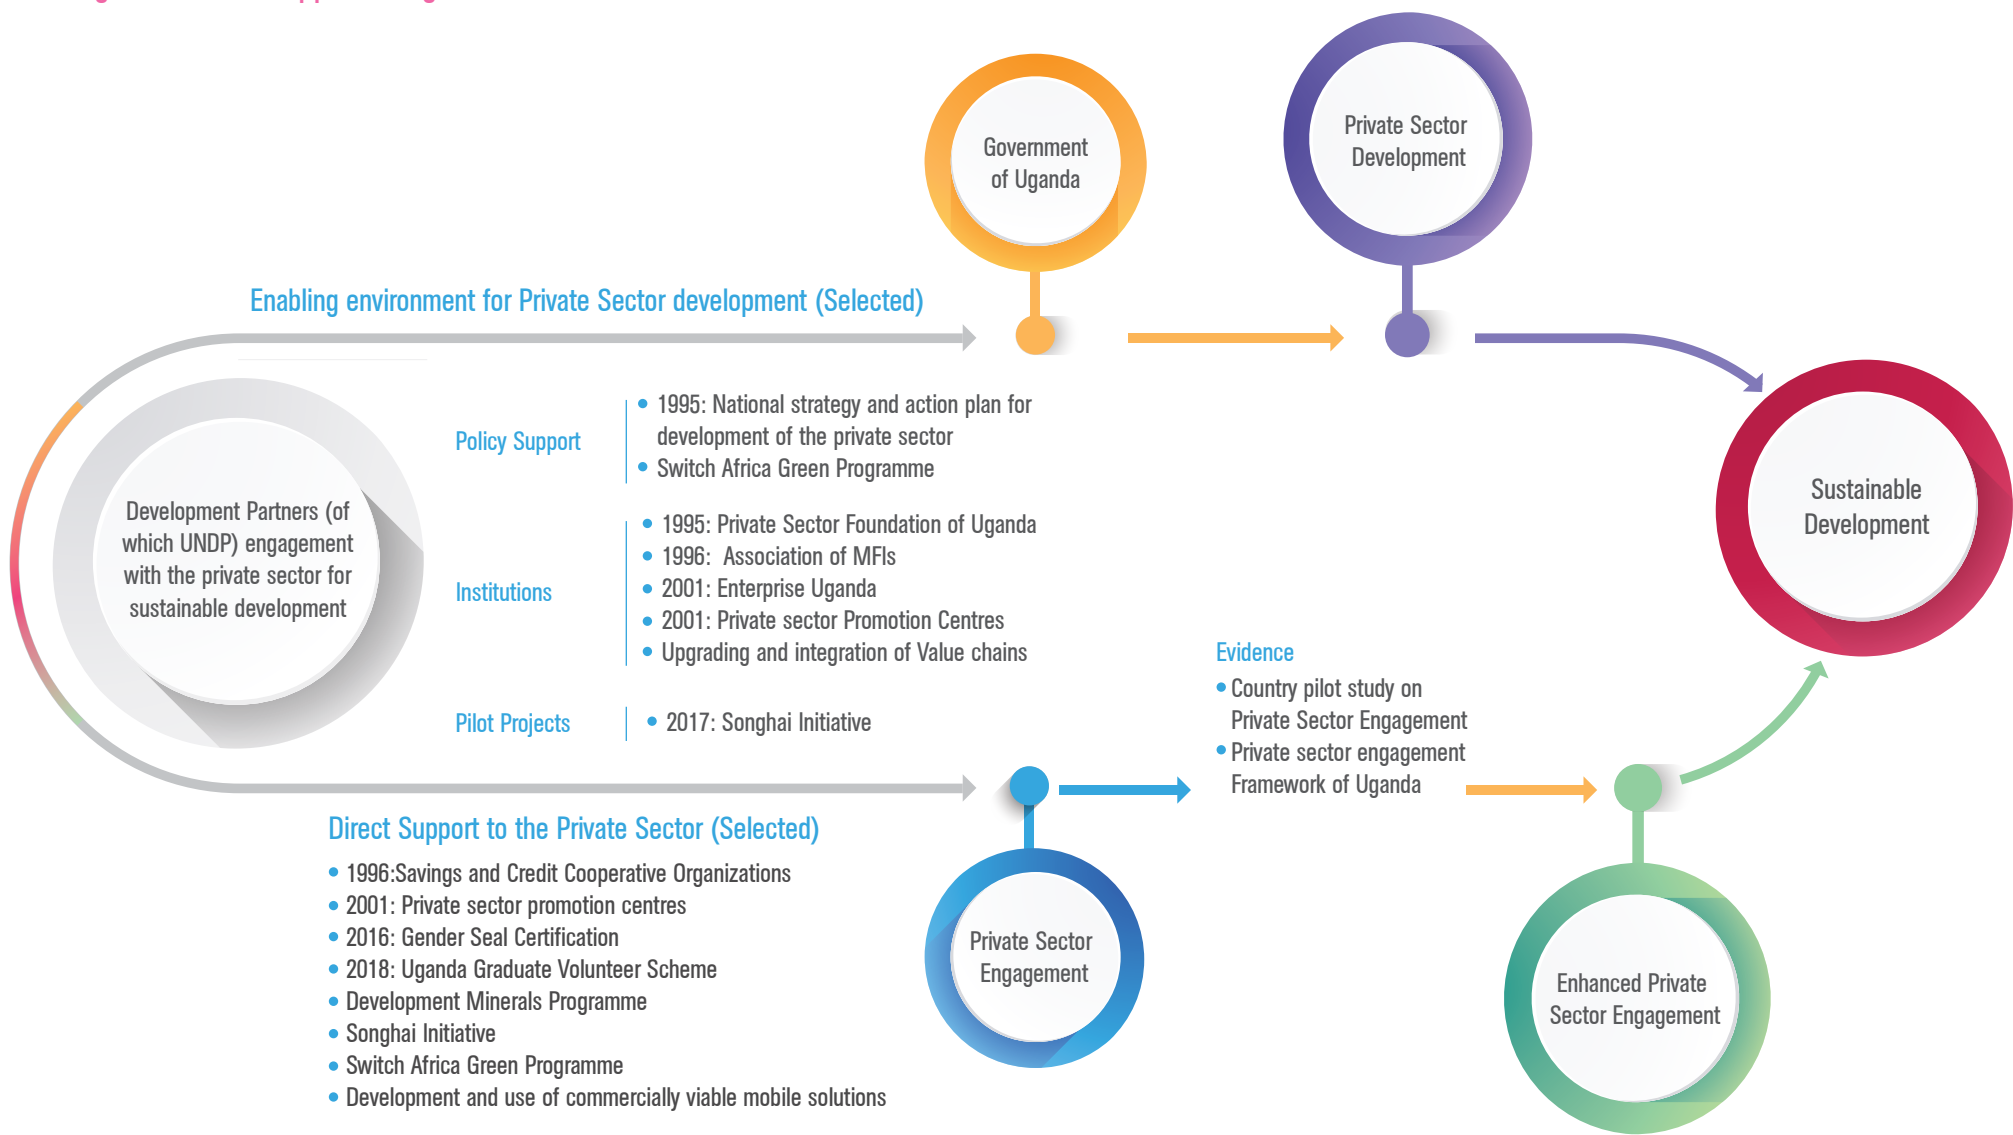 Government
of Uganda
Private Sector
Development
Enabling environment for Private Sector development (Selected)
Development Partners (of
which UNDP) engagement
with the private sector for
sustainable development
Policy Support
• 1995: National strategy and action plan for
development of the private sector
• Switch Africa Green Programme
Institutions
• 1995: Private Sector Foundation of Uganda
• 1996: Association of MFIs
• 2001: Enterprise Uganda
• 2001: Private sector Promotion Centres
• Upgrading and integration of Value chains
Pilot Projects
• 2017: Songhai Initiative
Sustainable
Development
Evidence
• Country pilot study on
Private Sector Engagement
• Private sector engagement
Framework of Uganda
Direct Support to the Private Sector (Selected)
• 1996:Savings and Credit Cooperative Organizations
• 2001: Private sector promotion centres
• 2016: Gender Seal Certification
• 2018: Uganda Graduate Volunteer Scheme
• Development Minerals Programme
• Songhai Initiative
• Switch Africa Green Programme
• Development and use of commercially viable mobile solutions
Private Sector
Engagement
Enhanced Private
Sector Engagement